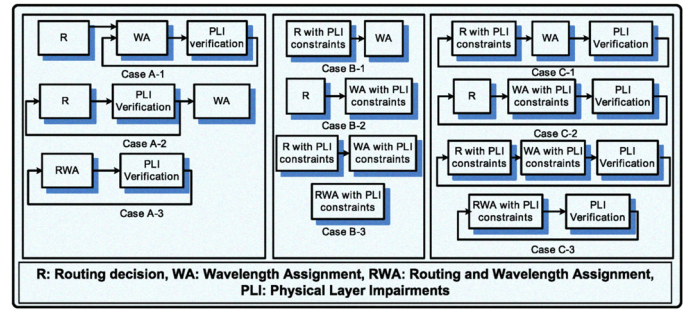 R
WA
PLI
verification
Case A-1
R
PLI
Verification
WA
Case A-2
RWA
PLI
Verification
Case A-3
R with PLI
constraints
WA
Case B-1
R
WA with PLI
constraints
Case B-2
R with PLI
constraints
WA with PLI
constraints
RWA with PLI
constraints
Case B-3
R with PLI
constraints
WA
PLI
Verification
Case C-1
R
WA with PLI
constraints
PLI
Verification
Case C-2
R with PLI
constraints
WA with PLI
constraints
PLI
Verification
RWA with PLI
constraints
PLI
Verification
Case C-3
R: Routing decision, WA: Wavelength Assignment, RWA: Routing and Wavelength Assignment,
PLI: Physical Layer Impairments